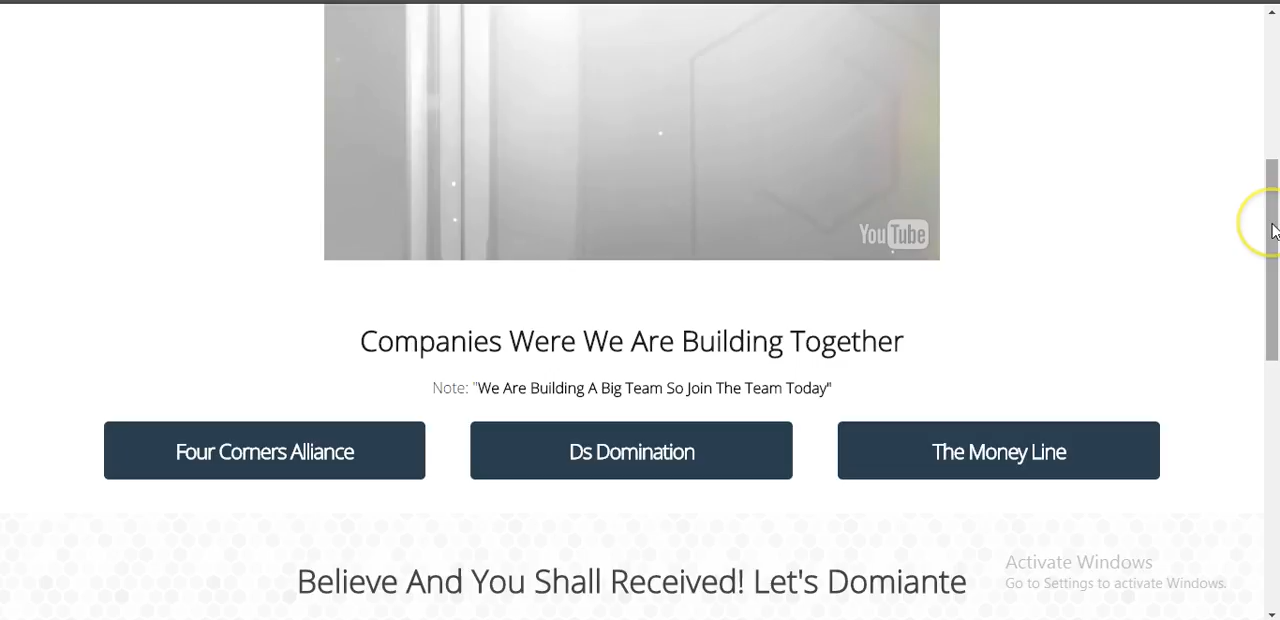 YouTube
Companies Were We Are Building Together
Note: "We Are Building A Big Team So Join The Team Today"
Four Corners Alliance
Ds Domination
The Money Line
Believe And You Shall Received! Let's Domiante
Activate Windows
Go to Settings to activate Windows.